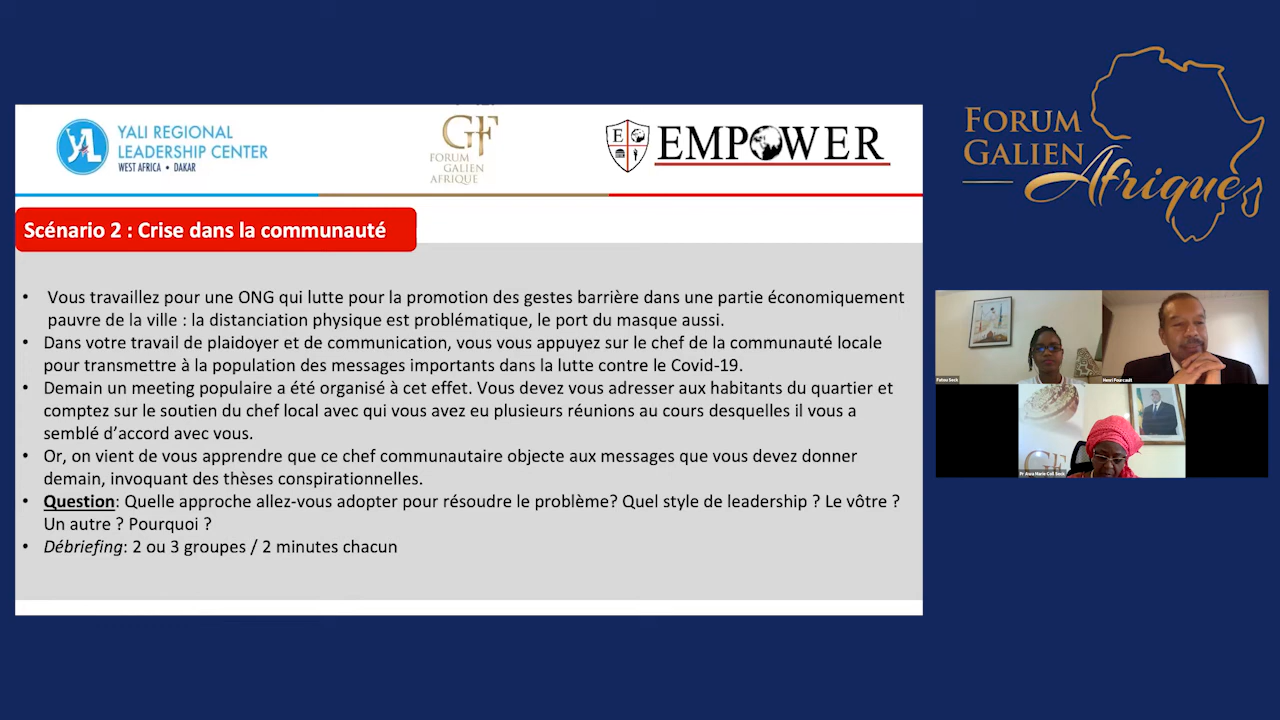 YALI REGIONAL
LEADERSHIP CENTER
WEST AFRICA • DAKAR
GF
FORUM
GALIEN
AFRIQUE
E
EMPOWER
FORUM
GALIEN
Afrique
Scénario 2 : Crise dans la communauté
• Vous travaillez pour une ONG qui lutte pour la promotion des gestes barrière dans une partie économiquement
pauvre de la ville : la distanciation physique est problématique, le port du masque aussi.
• Dans votre travail de plaidoyer et de communication, vous vous appuyez sur le chef de la communauté locale
pour transmettre à la population des messages importants dans la lutte contre le Covid-19.
• Demain un meeting populaire a été organisé à cet effet. Vous devez vous adresser aux habitants du quartier et
comptez sur le soutien du chef local avec qui vous avez eu plusieurs réunions au cours desquelles il vous a
semblé d’accord avec vous.
• Or, on vient de vous apprendre que ce chef communautaire objecte aux messages que vous devez donner
demain, invoquant des thèses conspirationnelles.
• Question: Quelle approche allez-vous adopter pour résoudre le problème? Quel style de leadership ? Le vôtre ?
Un autre ? Pourquoi ?
• Débriefing: 2 ou 3 groupes / 2 minutes chacun
Henri Fourcault
Pr Awa Marie Coll Seck